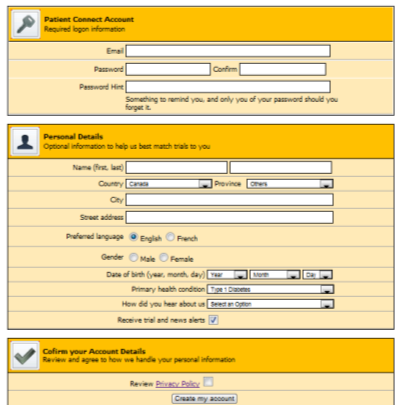 Patient Connect Account
Required logon information
Email
Password Confirm
Password Hint
Something to remind you, and only you of your password should you
forget it.
Personal Details
Optional information to help us best match trials to you
Name (first, last)
Country Canada Province Others
City
Street address
Preferred language English French
Gender Male Female
Date of birth (year, month, day) Year Month Day
Primary health condition Type 1 Diabetes
How did you hear about us Select an Option
Receive trial and news alerts
Cofirm your Account Details
Review and agree to how we handle your personal information
Review Privacy Policy
Create my account